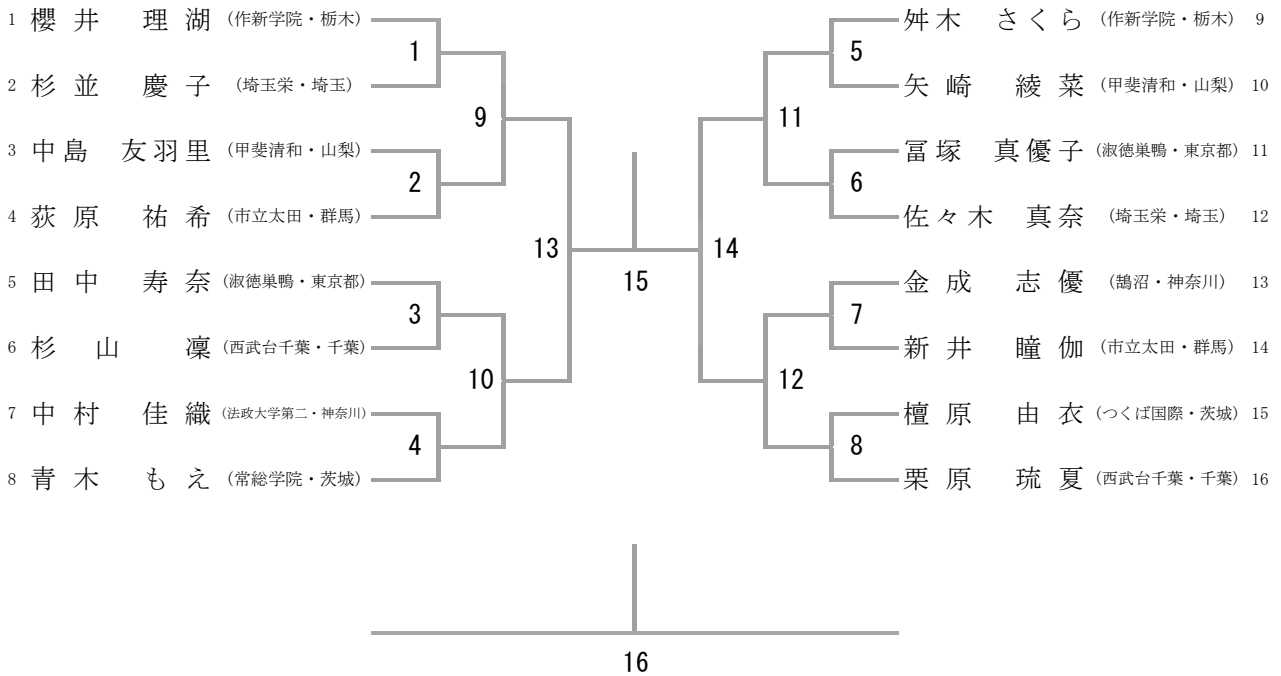 1 櫻井 理湖 (作新学院・栃木)
2 杉並 慶子 (埼玉栄・埼玉)
3 中島 友羽里 (甲斐清和・山梨)
4 荻原 祐希 (市立太田・群馬)
5 田中 寿奈 (淑徳巣鴨・東京都)
6 杉山 凜 (西武台千葉・千葉)
7 中村 佳織 (法政大学第二・神奈川)
8 青木 もえ (常総学院・茨城)
1
2
3
4
9
10
13
15
14
11
12
5
6
7
8
舛木 さくら (作新学院・栃木) 9
矢崎 綾菜 (甲斐清和・山梨) 10
冨塚 真優子 (淑徳巣鴨・東京都) 11
佐々木 真奈 (埼玉栄・埼玉) 12
金成 志優 (鵠沼・神奈川) 13
新井 瞳伽 (市立太田・群馬) 14
檀原 由衣 (つくば国際・茨城) 15
栗原 琉夏 (西武台千葉・千葉) 16
16